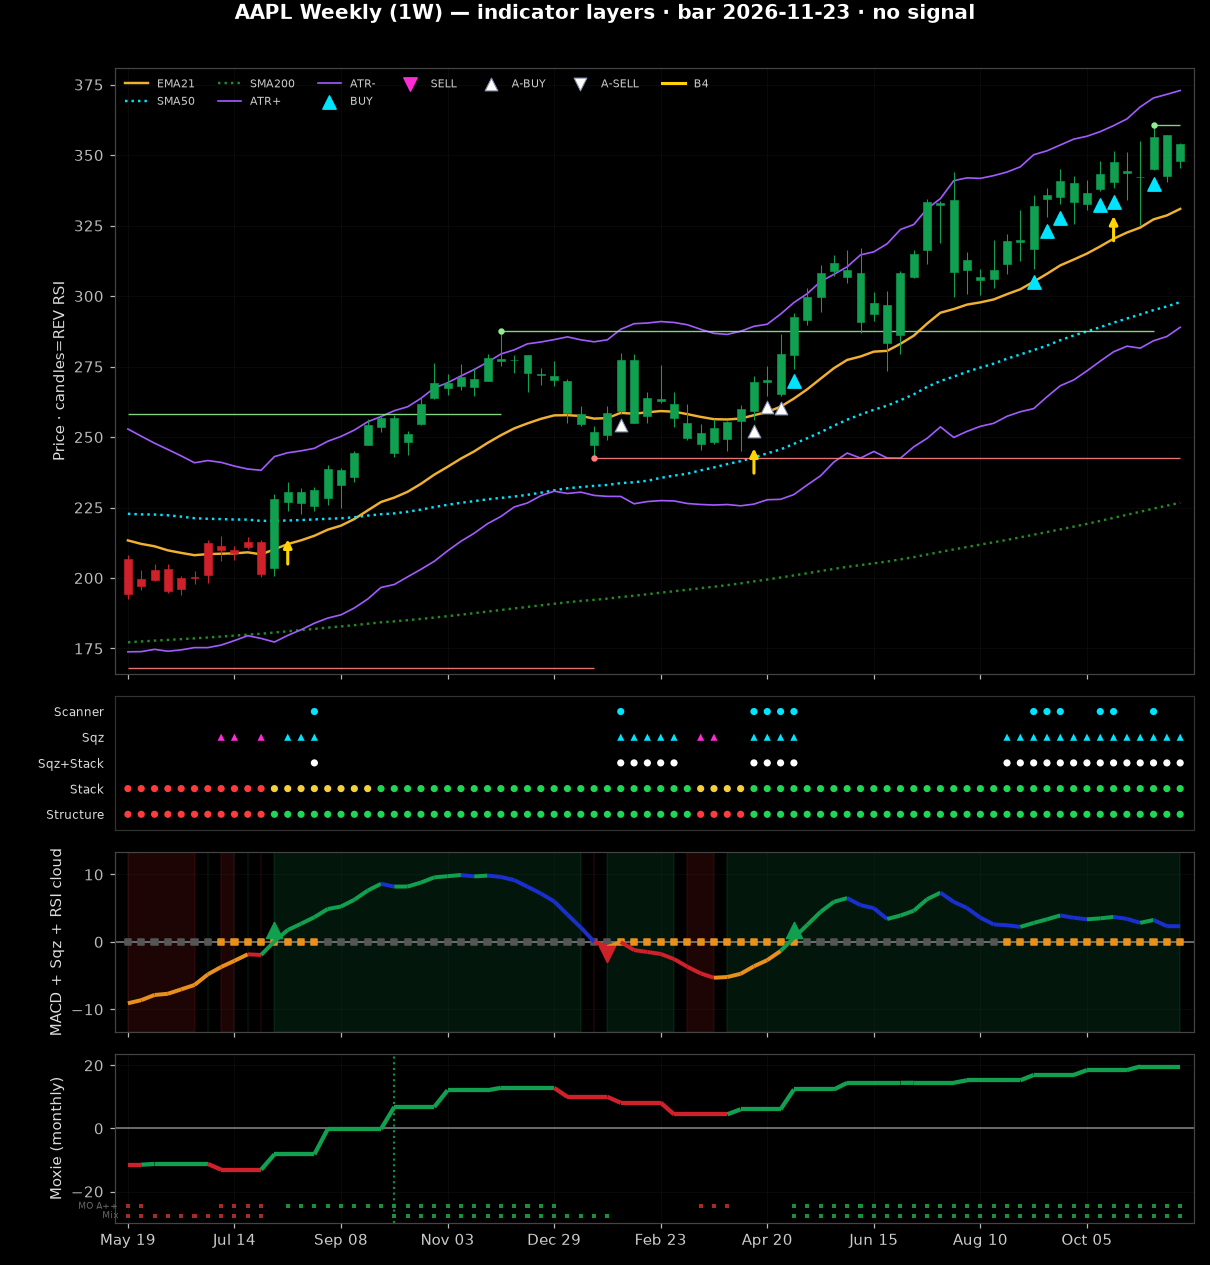 AAPL Weekly (1W) — indicator layers · bar 2026-11-23 · no signal
EMA21 SMA200 ATR- SELL A-BUY A-SELL B4
SMA50 ATR+ BUY
Price · candles=REV RSI
375
350
325
300
275
250
225
200
175
Scanner
Sqz
Sqz+Stack
Stack
Structure
MACD + Sqz + RSI cloud
10
0
−10
Moxie (monthly)
20
0
−20
MO A++
Mix
May 19 Jul 14 Sep 08 Nov 03 Dec 29 Feb 23 Apr 20 Jun 15 Aug 10 Oct 05